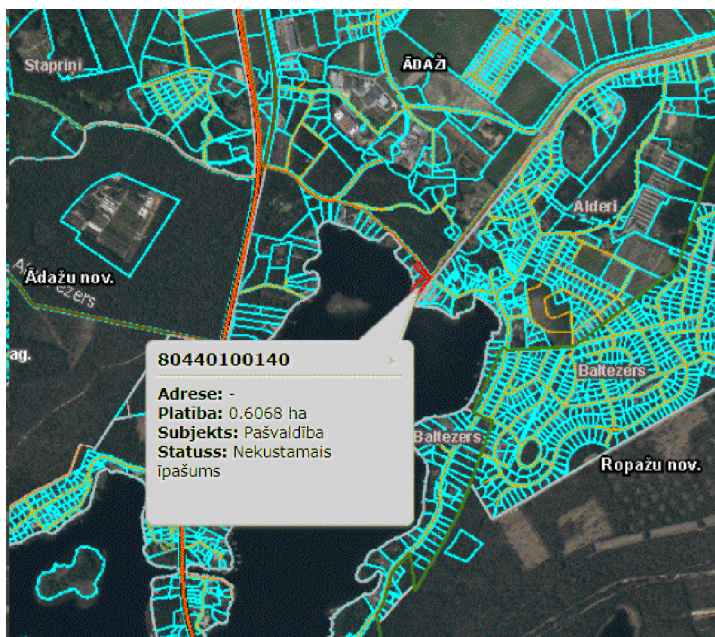 Stapriņi
ĀDAŽI
Alderi
Ādažu nov.
ag.
80440100140
Adrese: -
Platība: 0.6068 ha
Subjekts: Pašvaldība
Statuss: Nekustamais
īpašums
Baltezers
Baltezers
Ropažu nov.